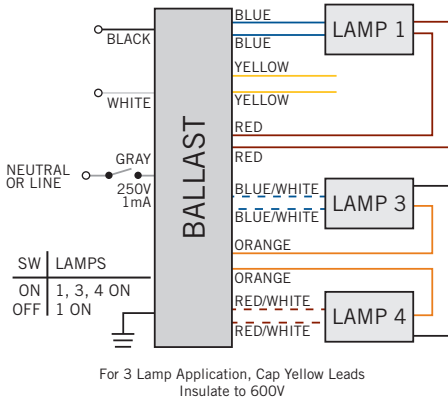 BLUE
BLUE
LAMP 1
BLACK
YELLOW
WHITE
YELLOW
BALLAST
RED
RED
GRAY
NEUTRAL
OR LINE
250V
1mA
BLUE/WHITE
BLUE/WHITE
LAMP 3
ORANGE
SW LAMPS
ON 1, 3, 4 ON
OFF 1 ON
ORANGE
RED/WHITE
RED/WHITE
LAMP 4
For 3 Lamp Application, Cap Yellow Leads
Insulate to 600V